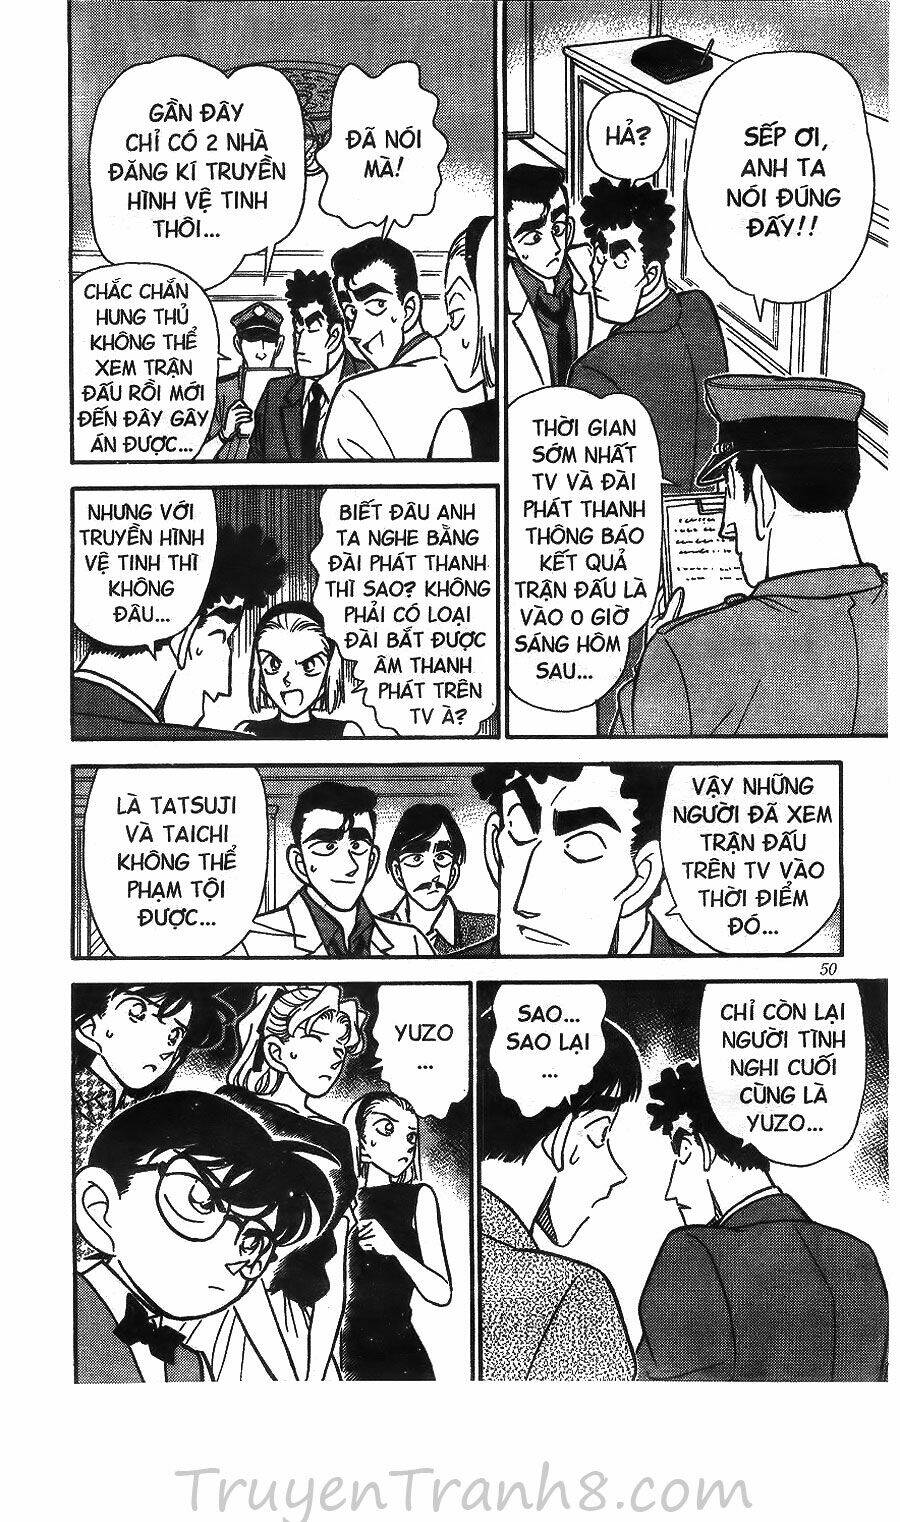 SẾP ƠI,
ANH TA
NÓI ĐÚNG
ĐẤY!!
HẢ?
THỜI GIAN
SỚM NHẤT
TV VÀ ĐÀI
PHÁT THANH
THÔNG BÁO
KẾT QUẢ
TRẬN ĐẤU LÀ
VÀO 0 GIỜ
SÁNG HÔM
SAU...
ĐÃ NÓI
MÀ!
GẦN ĐÂY
CHỈ CÓ 2 NHÀ
ĐĂNG KÍ TRUYỀN
HÌNH VỆ TINH
THÔI...
CHẮC CHẮN
HUNG THỦ
KHÔNG THỂ
XEM TRẬN
ĐẤU RỒI MỚI
ĐẾN ĐÂY GÂY
ÁN ĐƯỢC...
BIẾT ĐÂU ANH
TA NGHE BẰNG
ĐÀI PHÁT THANH
THÌ SAO? KHÔNG
PHẢI CÓ LOẠI
ĐÀI BẮT ĐƯỢC
ÂM THANH
PHÁT TRÊN
TV À?
NHƯNG VỚI
TRUYỀN HÌNH
VỆ TINH THÌ
KHÔNG
ĐÂU...
VẬY NHỮNG
NGƯỜI ĐÃ XEM
TRẬN ĐẤU
TRÊN TV VÀO
THỜI ĐIỂM
ĐÓ...
LÀ TATSUJI
VÀ TAICHI
KHÔNG THỂ
PHẠM TỘI
ĐƯỢC...
50
CHỈ CÒN LẠI
NGƯỜI TÌNH
NGHI CUỐI
CÙNG LÀ
YUZO...
SAO...
SAO LẠI
...
YUZO
...
TruyenTranh8.com